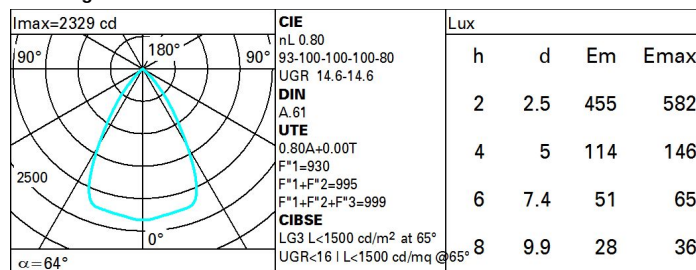 Imax=2329 cd
90°
180°
90°
2500
0°
α=64°
CIE
nL 0.80
93-100-100-100-80
UGR 14.6-14.6
DIN
A.61
UTE
0.80A+0.00T
F"1=930
F"1+F"2=995
F"1+F"2+F"3=999
CIBSE
LG3 L<1500 cd/m² at 65°
UGR<16 | L<1500 cd/mq @65°
Lux
h d Em Emax
2 2.5 455 582
4 5 114 146
6 7.4 51 65
8 9.9 28 36